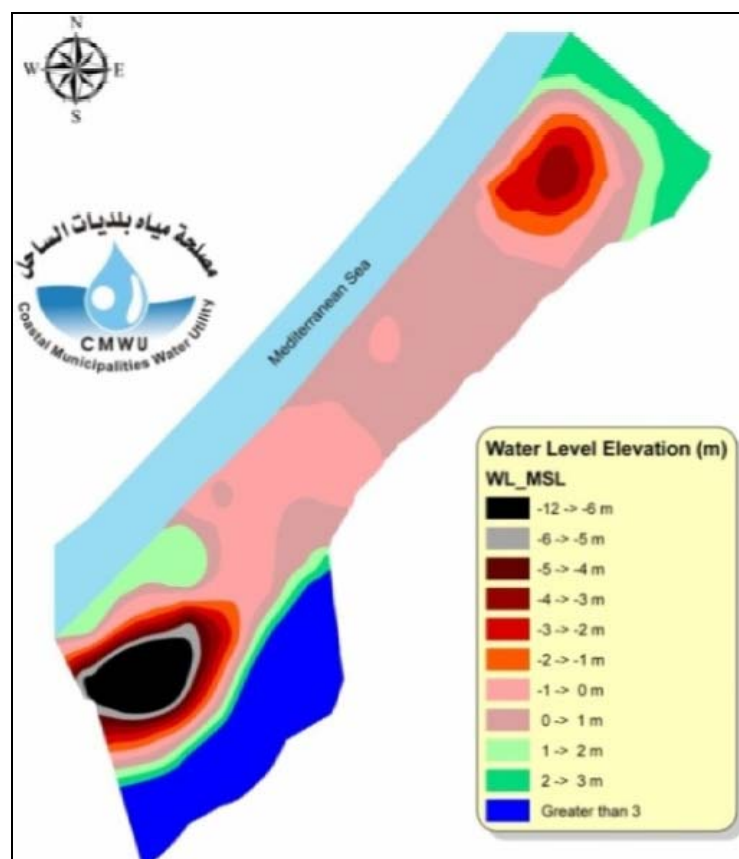 N
W E
S
مصلحة مياه بلديات الساحل
CMWU
Coastal Municipalities Water Utility
Mediterranean Sea
Water Level Elevation (m)
WL_MSL
-12 -> -6 m
-6 -> -5 m
-5 -> -4 m
-4 -> -3 m
-3 -> -2 m
-2 -> -1 m
-1 -> 0 m
0 -> 1 m
1 -> 2 m
2 -> 3 m
Greater than 3